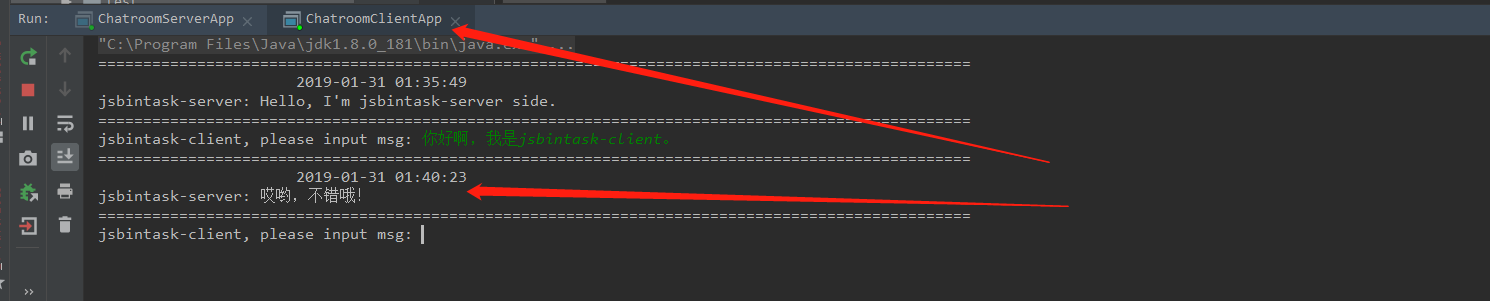 Test
Run: ChatroomServerApp ChatroomClientApp
"C:\Program Files\Java\jdk1.8.0_181\bin\java.exe" ...
==================================================================================================
2019-01-31 01:35:49
jsbintask-server: Hello, I'm jsbintask-server side.
==================================================================================================
jsbintask-client, please input msg: 你好啊，我是jsbintask-client。
==================================================================================================
2019-01-31 01:40:23
jsbintask-server: 哎哟，不错哦！
==================================================================================================
jsbintask-client, please input msg: